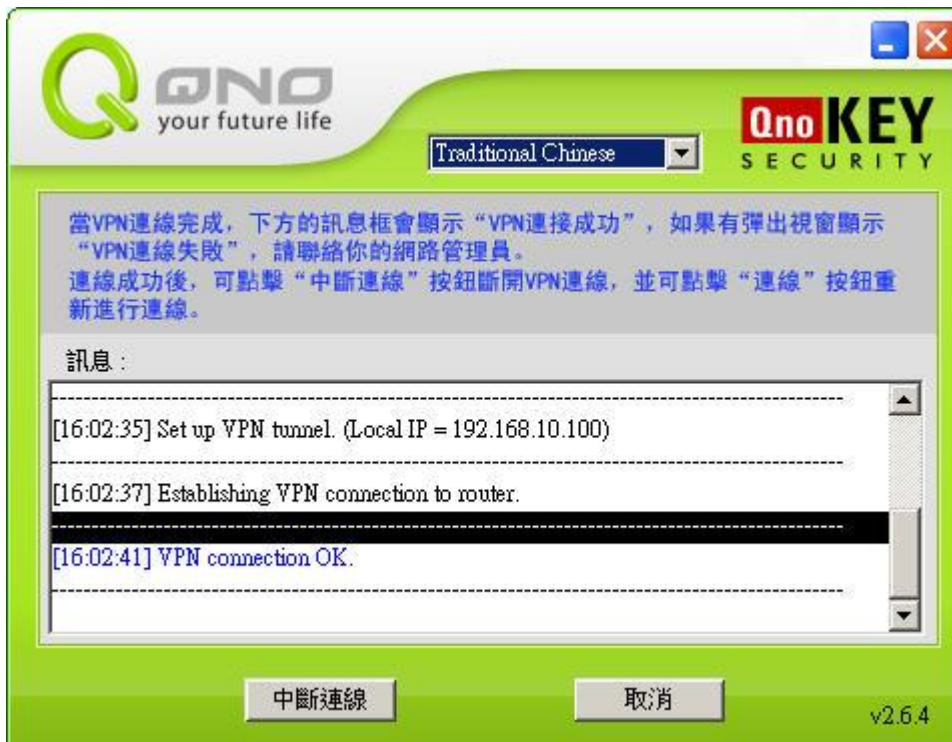 QNO
your future life
Qno KEY
SECURITY
Traditional Chinese
當VPN連線完成，下方的訊息框會顯示“VPN連接成功”，如果有彈出視窗顯示
“VPN連線失敗”，請聯絡你的網路管理員。
連線成功後，可點擊“中斷連線”按鈕斷開VPN連線，並可點擊“連線”按鈕重
新進行連線。
訊息：
[16:02:35] Set up VPN tunnel. (Local IP = 192.168.10.100)
[16:02:37] Establishing VPN connection to router.
[16:02:41] VPN connection OK.
中斷連線
取消
v2.6.4